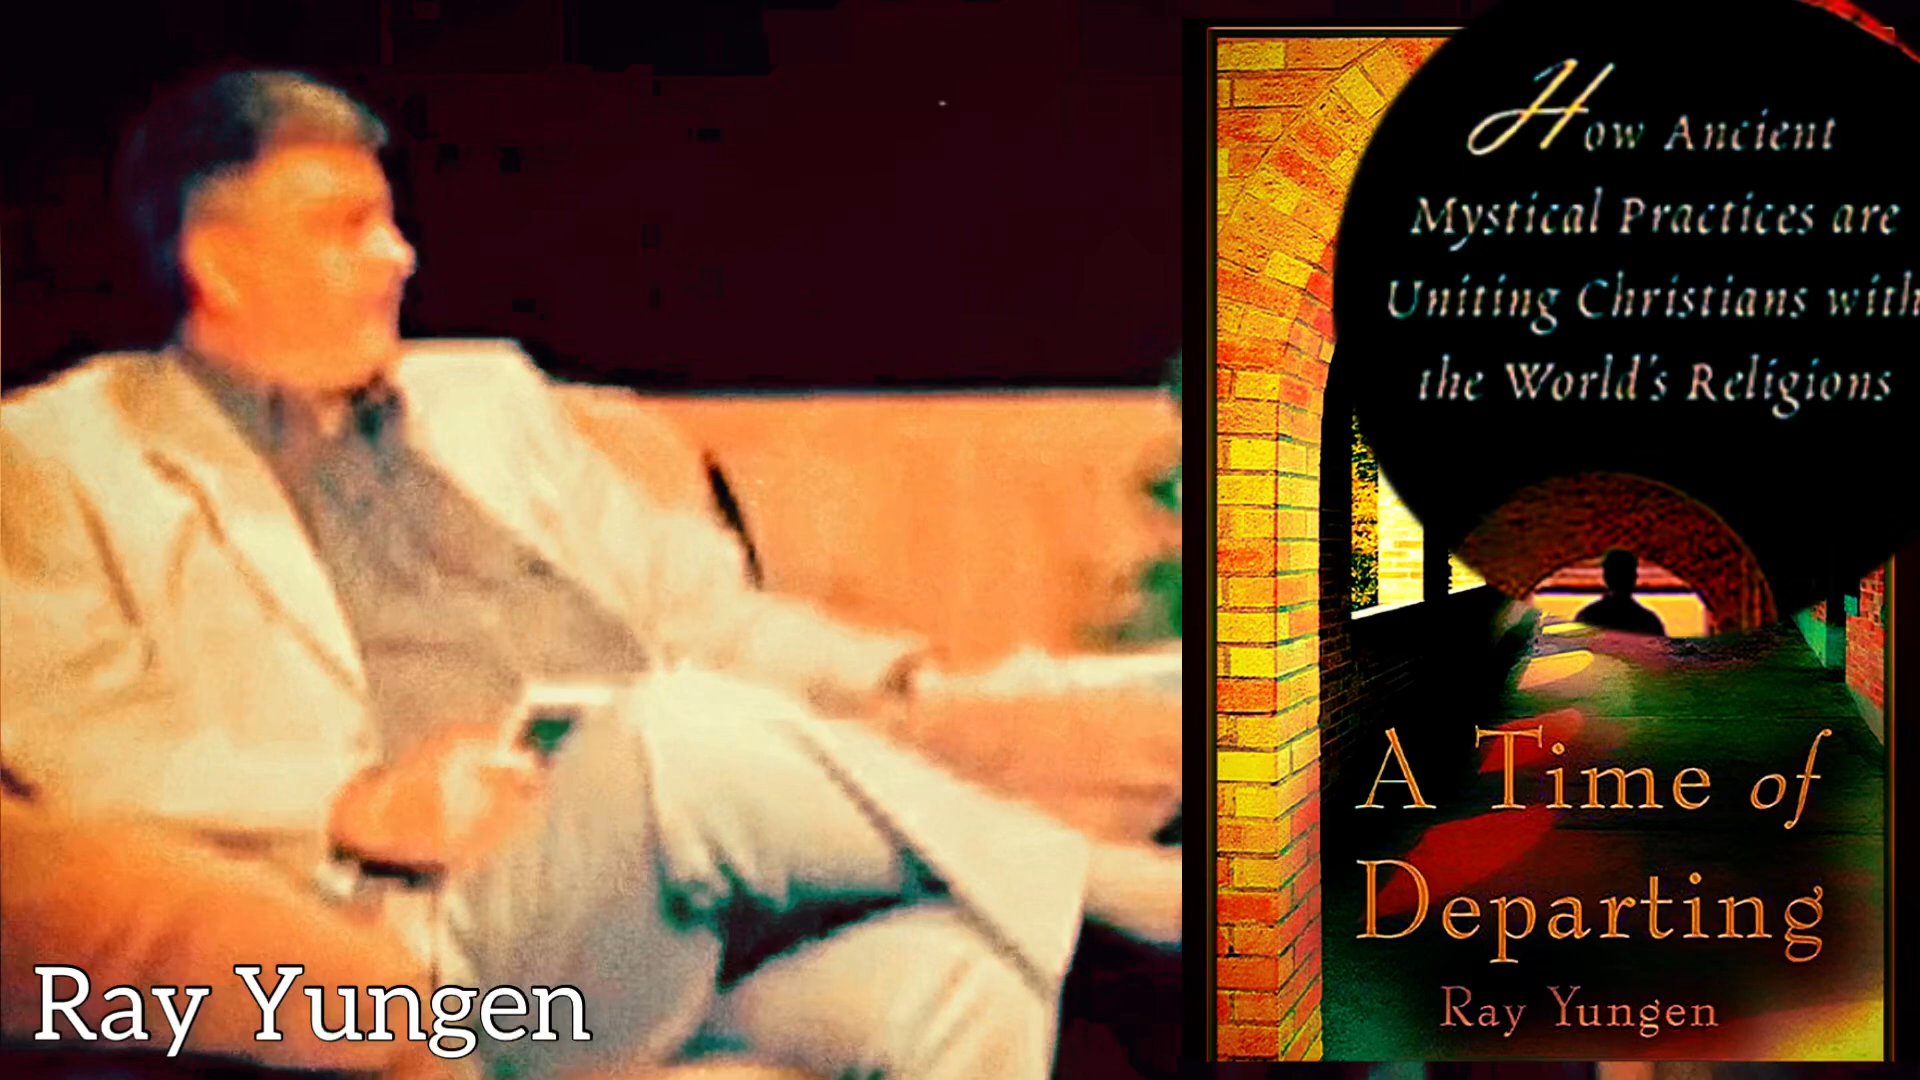 How Ancient
Mystical Practices are
Uniting Christians with
the World's Religions
A Time of
Departing
Ray Yungen
Ray Yungen